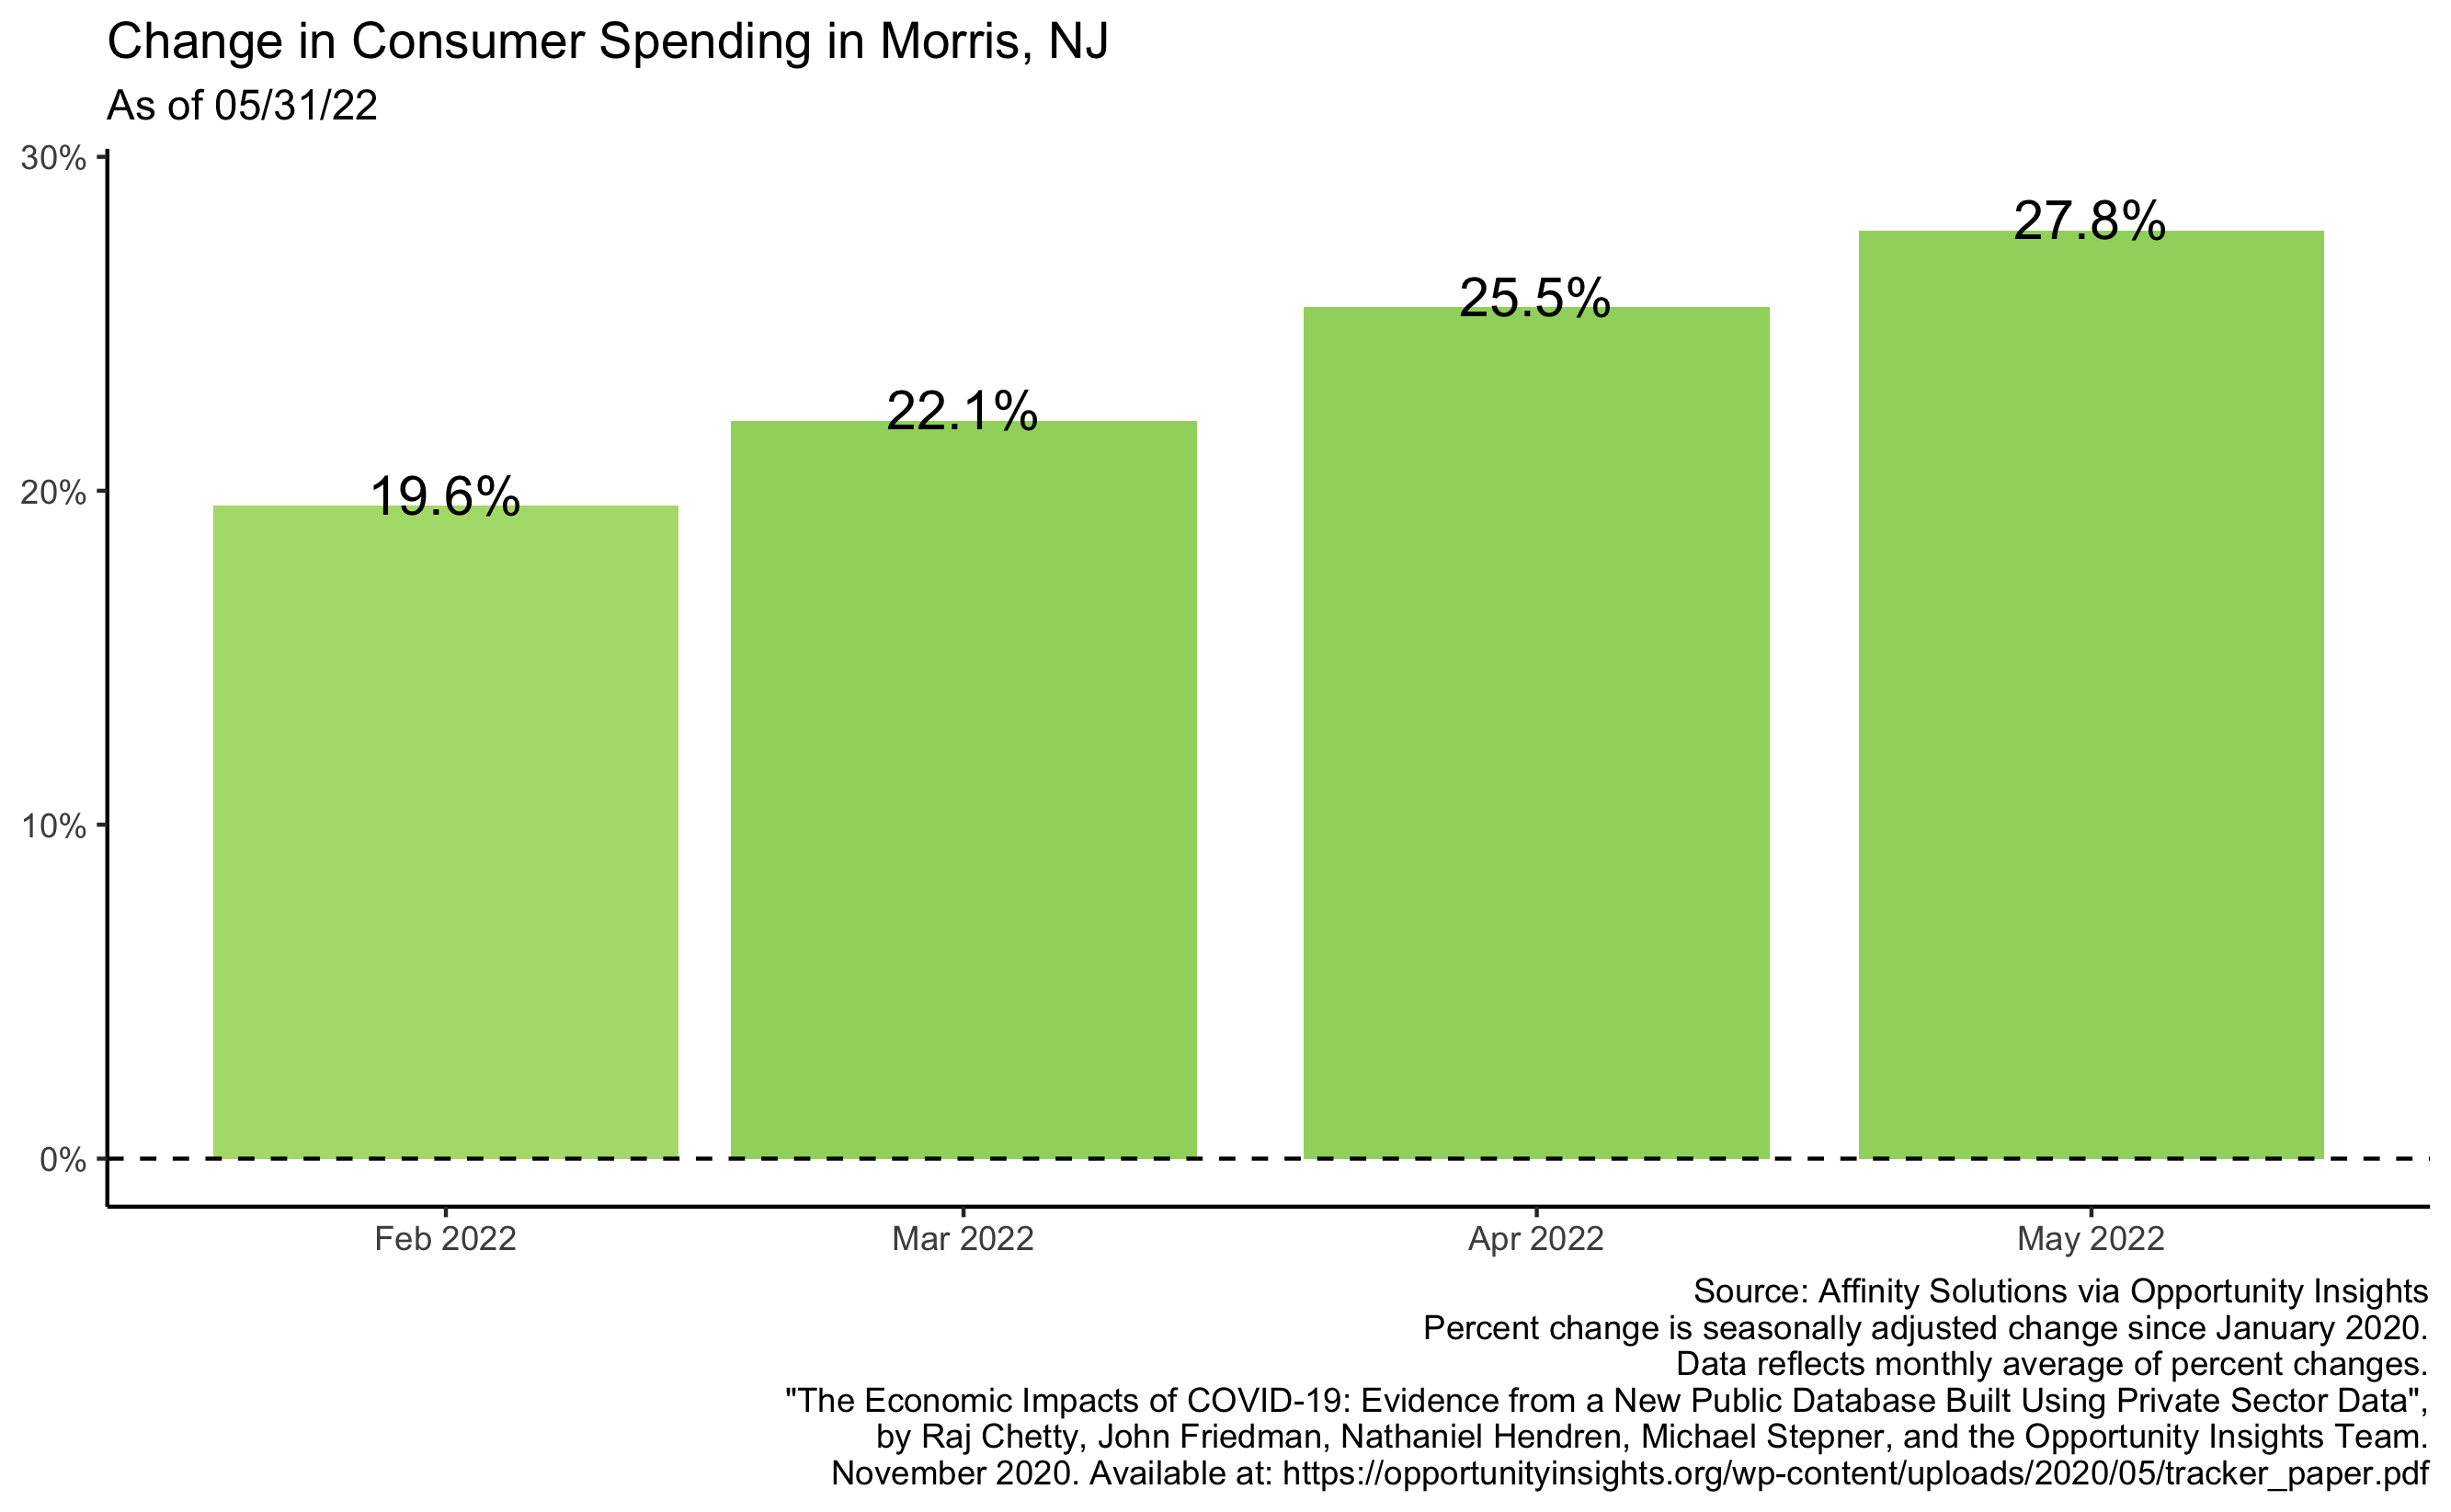 Change in Consumer Spending in Morris, NJ
As of 05/31/22
30%
20%
10%
0%
19.6%
22.1%
25.5%
27.8%
Feb 2022
Mar 2022
Apr 2022
May 2022
Source: Affinity Solutions via Opportunity Insights
Percent change is seasonally adjusted change since January 2020.
Data reflects monthly average of percent changes.
"The Economic Impacts of COVID-19: Evidence from a New Public Database Built Using Private Sector Data",
by Raj Chetty, John Friedman, Nathaniel Hendren, Michael Stepner, and the Opportunity Insights Team.
November 2020. Available at: https://opportunityinsights.org/wp-content/uploads/2020/05/tracker_paper.pdf